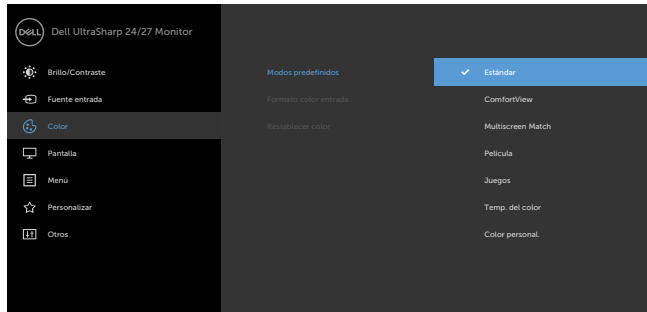 DELL Dell UltraSharp 24/27 Monitor
Brillo/Contraste
Fuente entrada
Color
Pantalla
Menú
Personalizar
Otros
Modos predefinidos
Formato color entrada
Restablecer color
Estándar
ComfortView
Multiscreen Match
Película
Juegos
Temp. del color
Color personal.